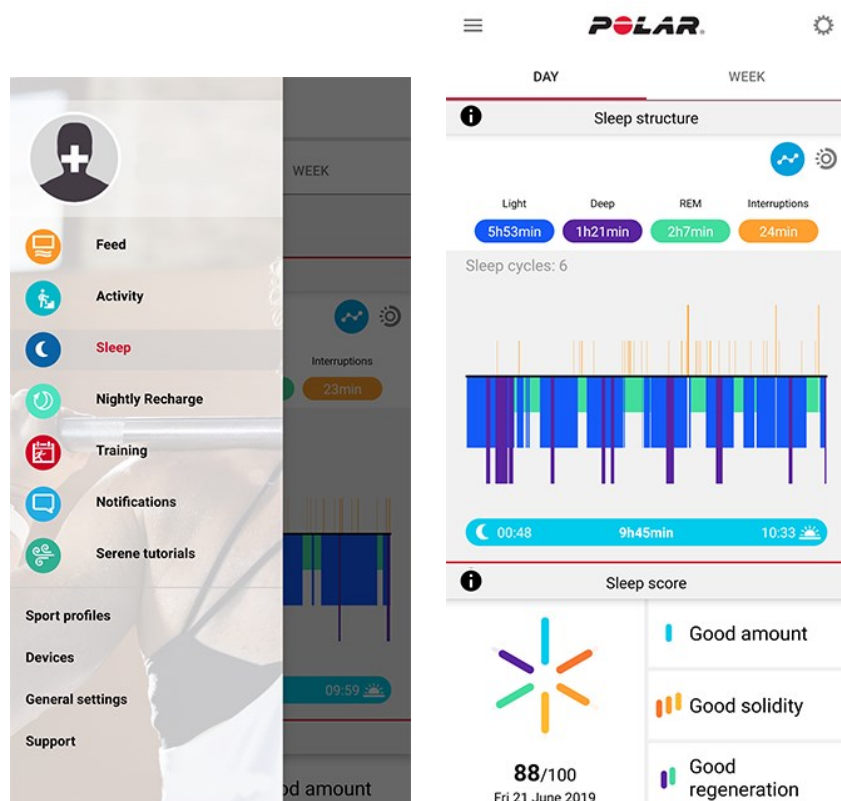 WEEK
Feed
Activity
Sleep
Interruptions
23min
Nightly Recharge
Training
Notifications
Serene tutorials
Sport profiles
Devices
09:59
General settings
Support
od amount
POLAR.
DAY WEEK
Sleep structure
Light Deep REM Interruptions
5h53min 1h21min 2h7min 24min
Sleep cycles: 6
00:48 9h45min 10:33
Sleep score
Good amount
Good solidity
Good
regeneration
88/100
Fri 21 June 2019